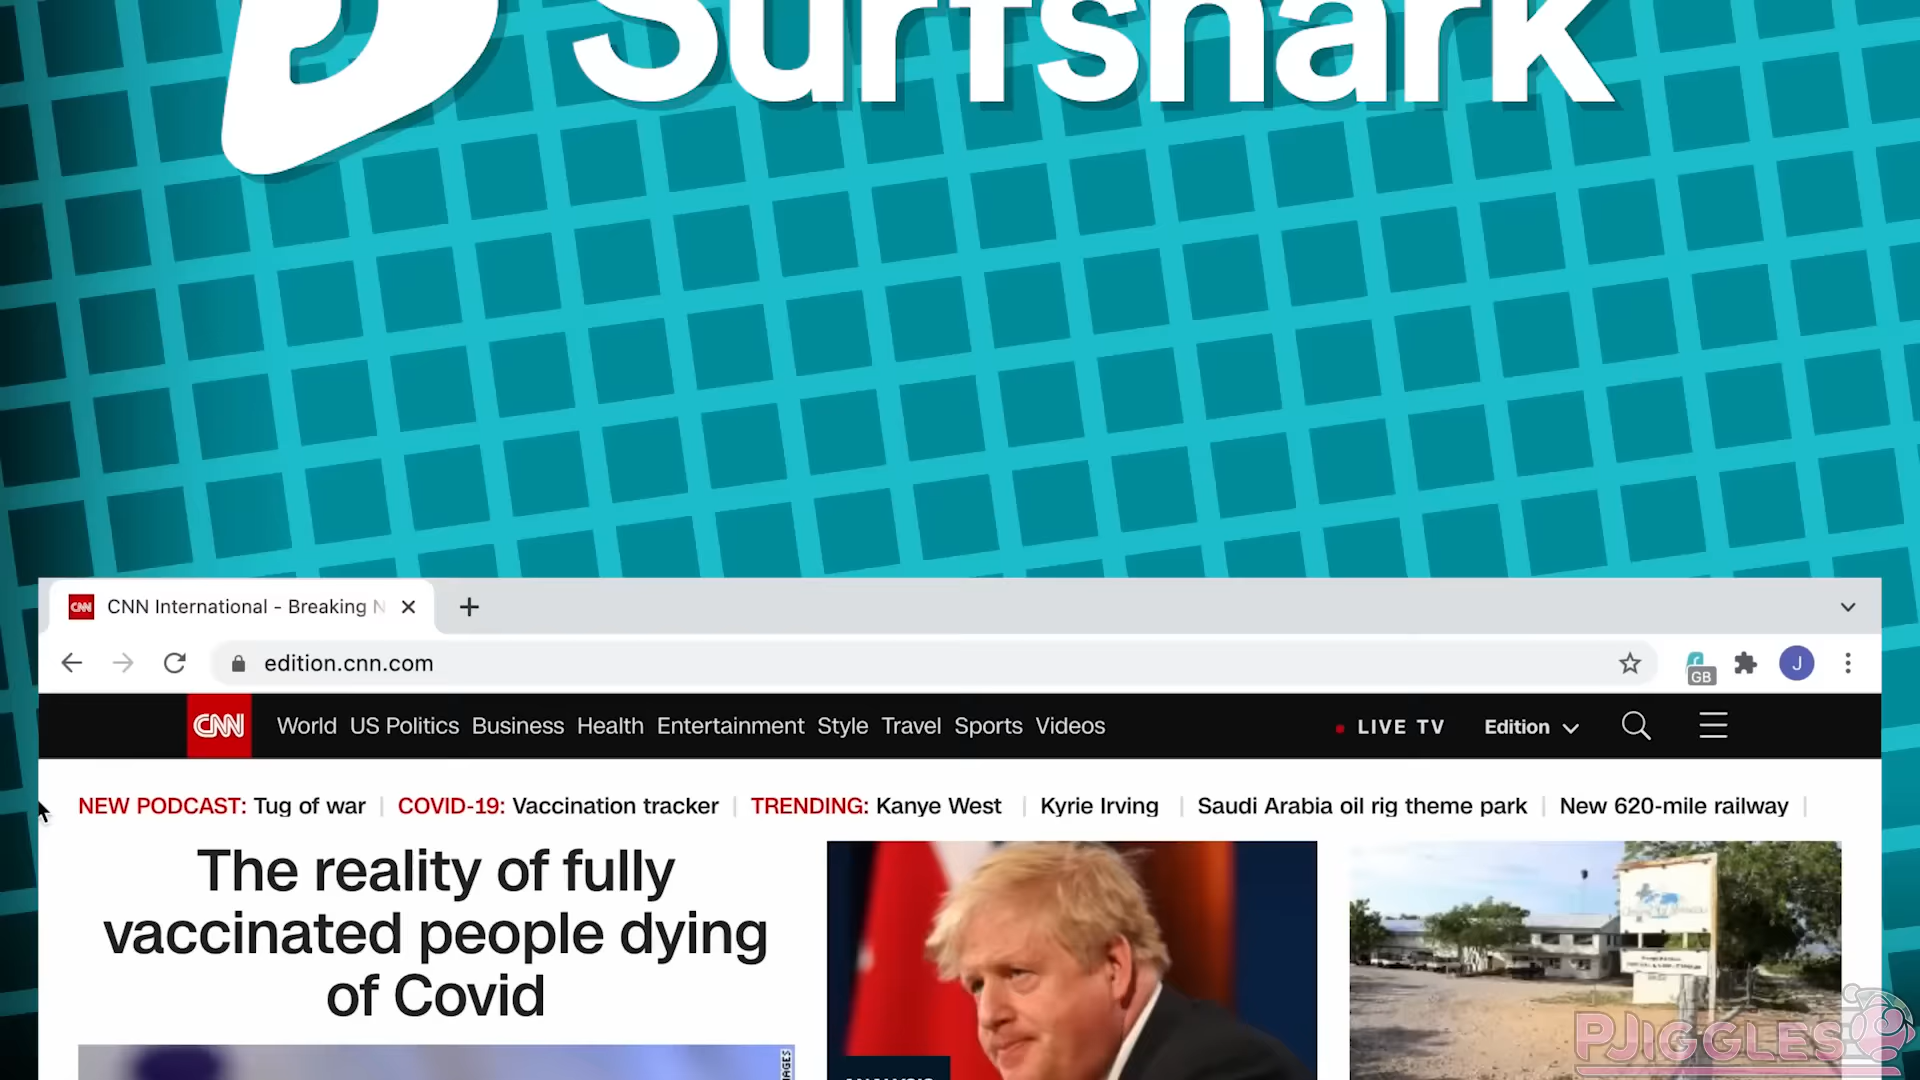 Surfshark
CNN International - Breaking N
edition.cnn.com
GB
J
CNN
World US Politics Business Health Entertainment Style Travel Sports Videos
LIVE TV
Edition
NEW PODCAST: Tug of war
COVID-19: Vaccination tracker
TRENDING: Kanye West
Kyrie Irving
Saudi Arabia oil rig theme park
New 620-mile railway
The reality of fully
vaccinated people dying
of Covid
PJIGGLES